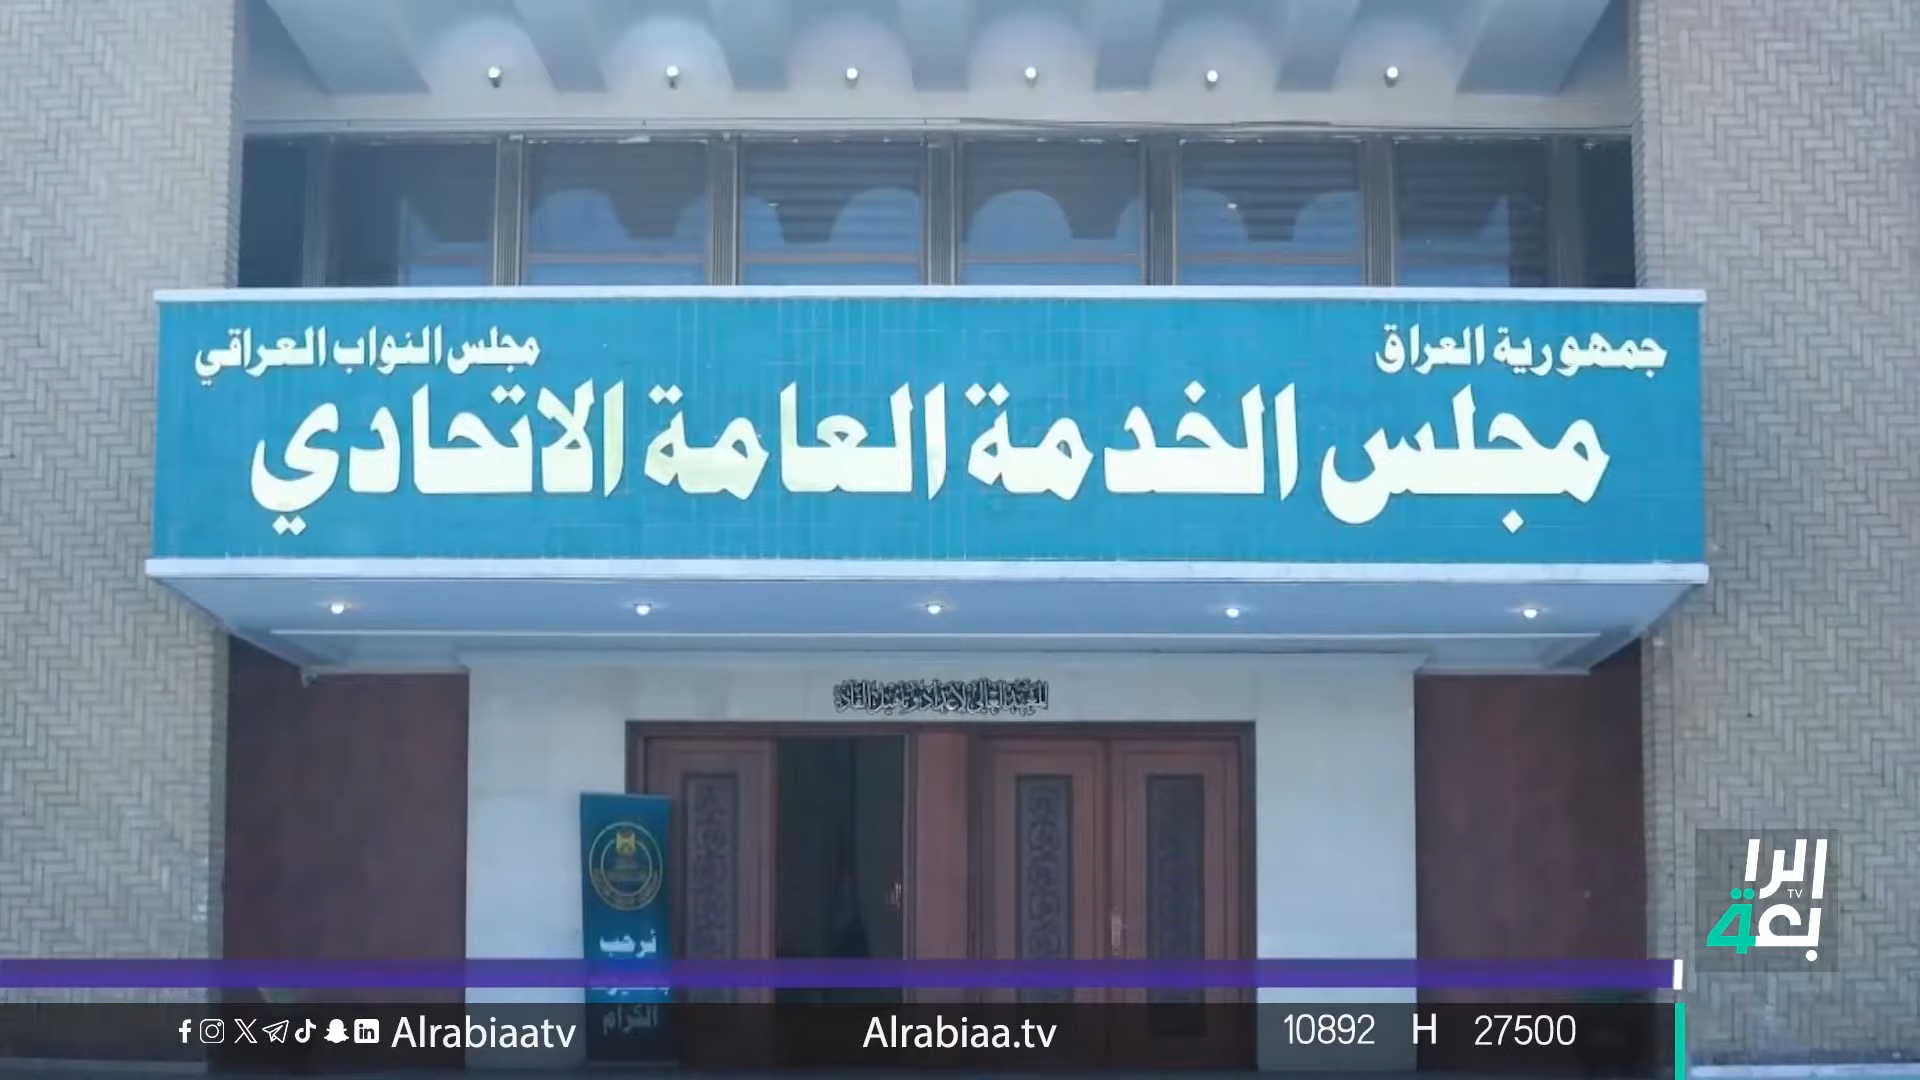 جمهورية العراق
مجلس النواب العراقي
مجلس الخدمة العامة الاتحادي
نرحب
الكرام
الرابعة
TV
Alrabiaatv
Alrabiaa.tv
10892 H 27500